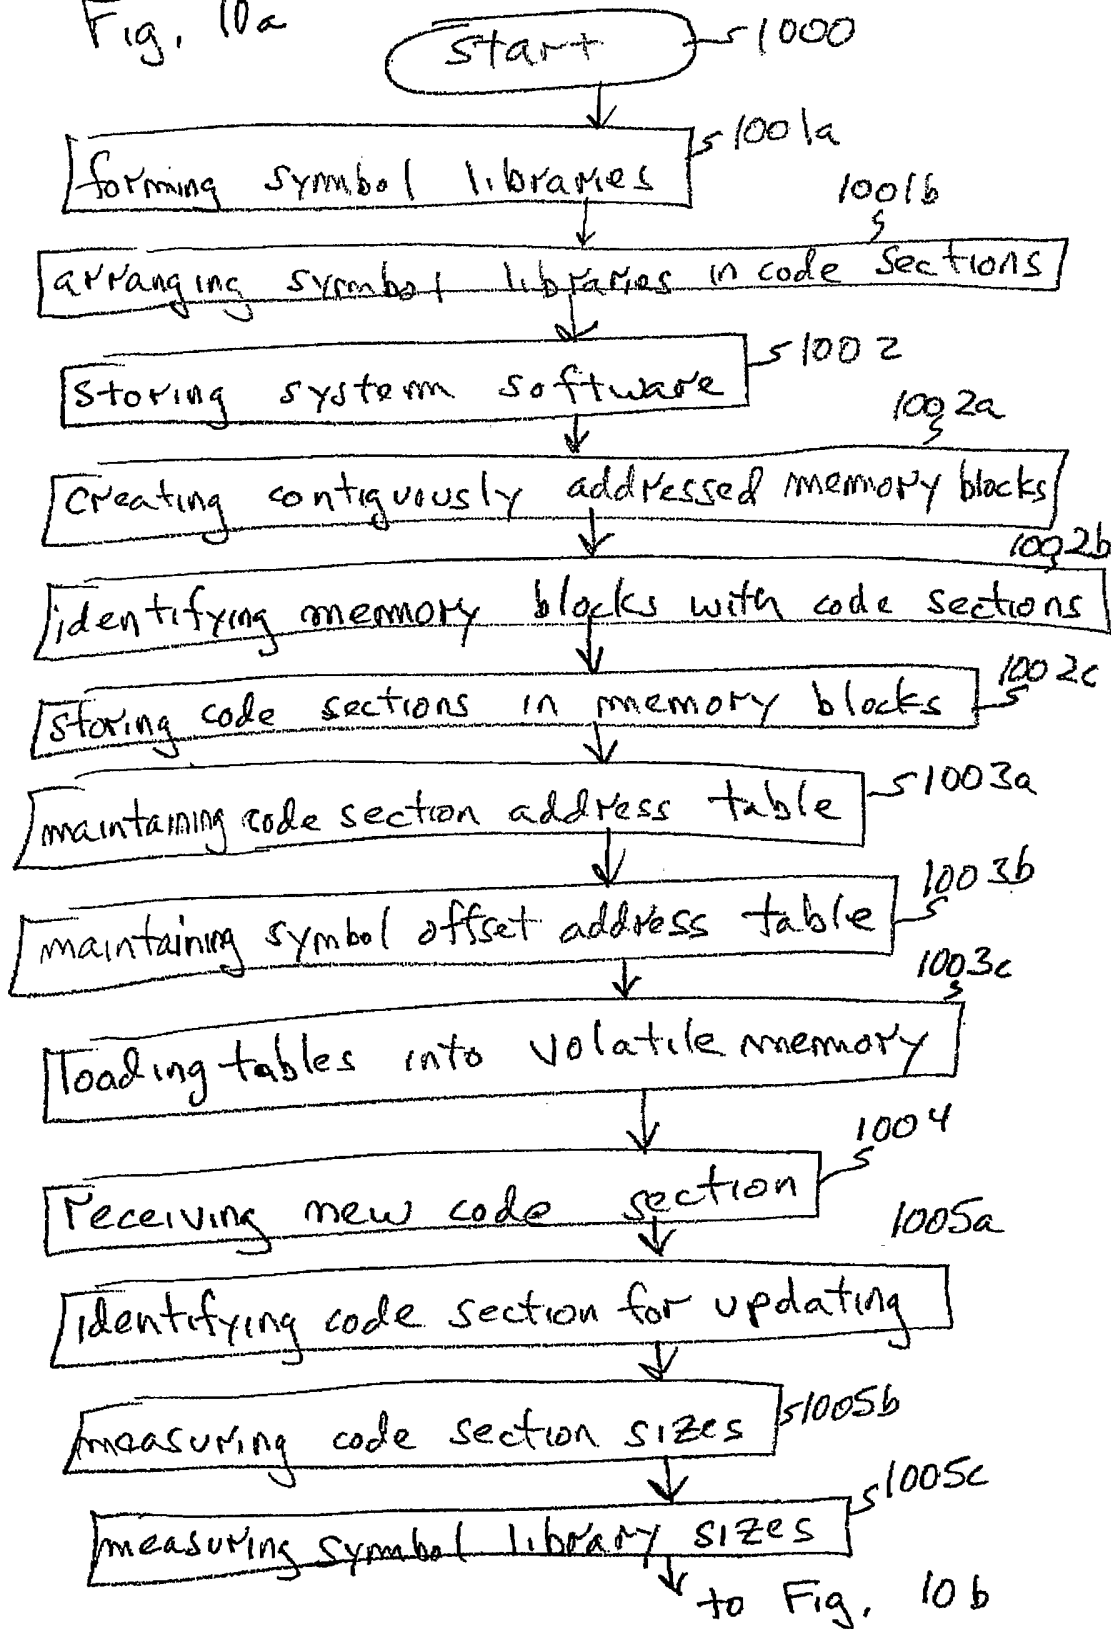 Fig. 10a
start 1000
forming symbol libraries 1001a
1001b
arranging symbol libraries in code sections
storing system software 1002
1002a
creating contiguously addressed memory blocks
1002b
identifying memory blocks with code sections
storing code sections in memory blocks 1002c
maintaining code section address table 1003a
maintaining symbol offset address table 1003b
1003c
loading tables into volatile memory
1004
receiving new code section
1005a
identifying code section for updating
measuring code section sizes 1005b
measuring symbol library sizes 1005c
to Fig. 10b